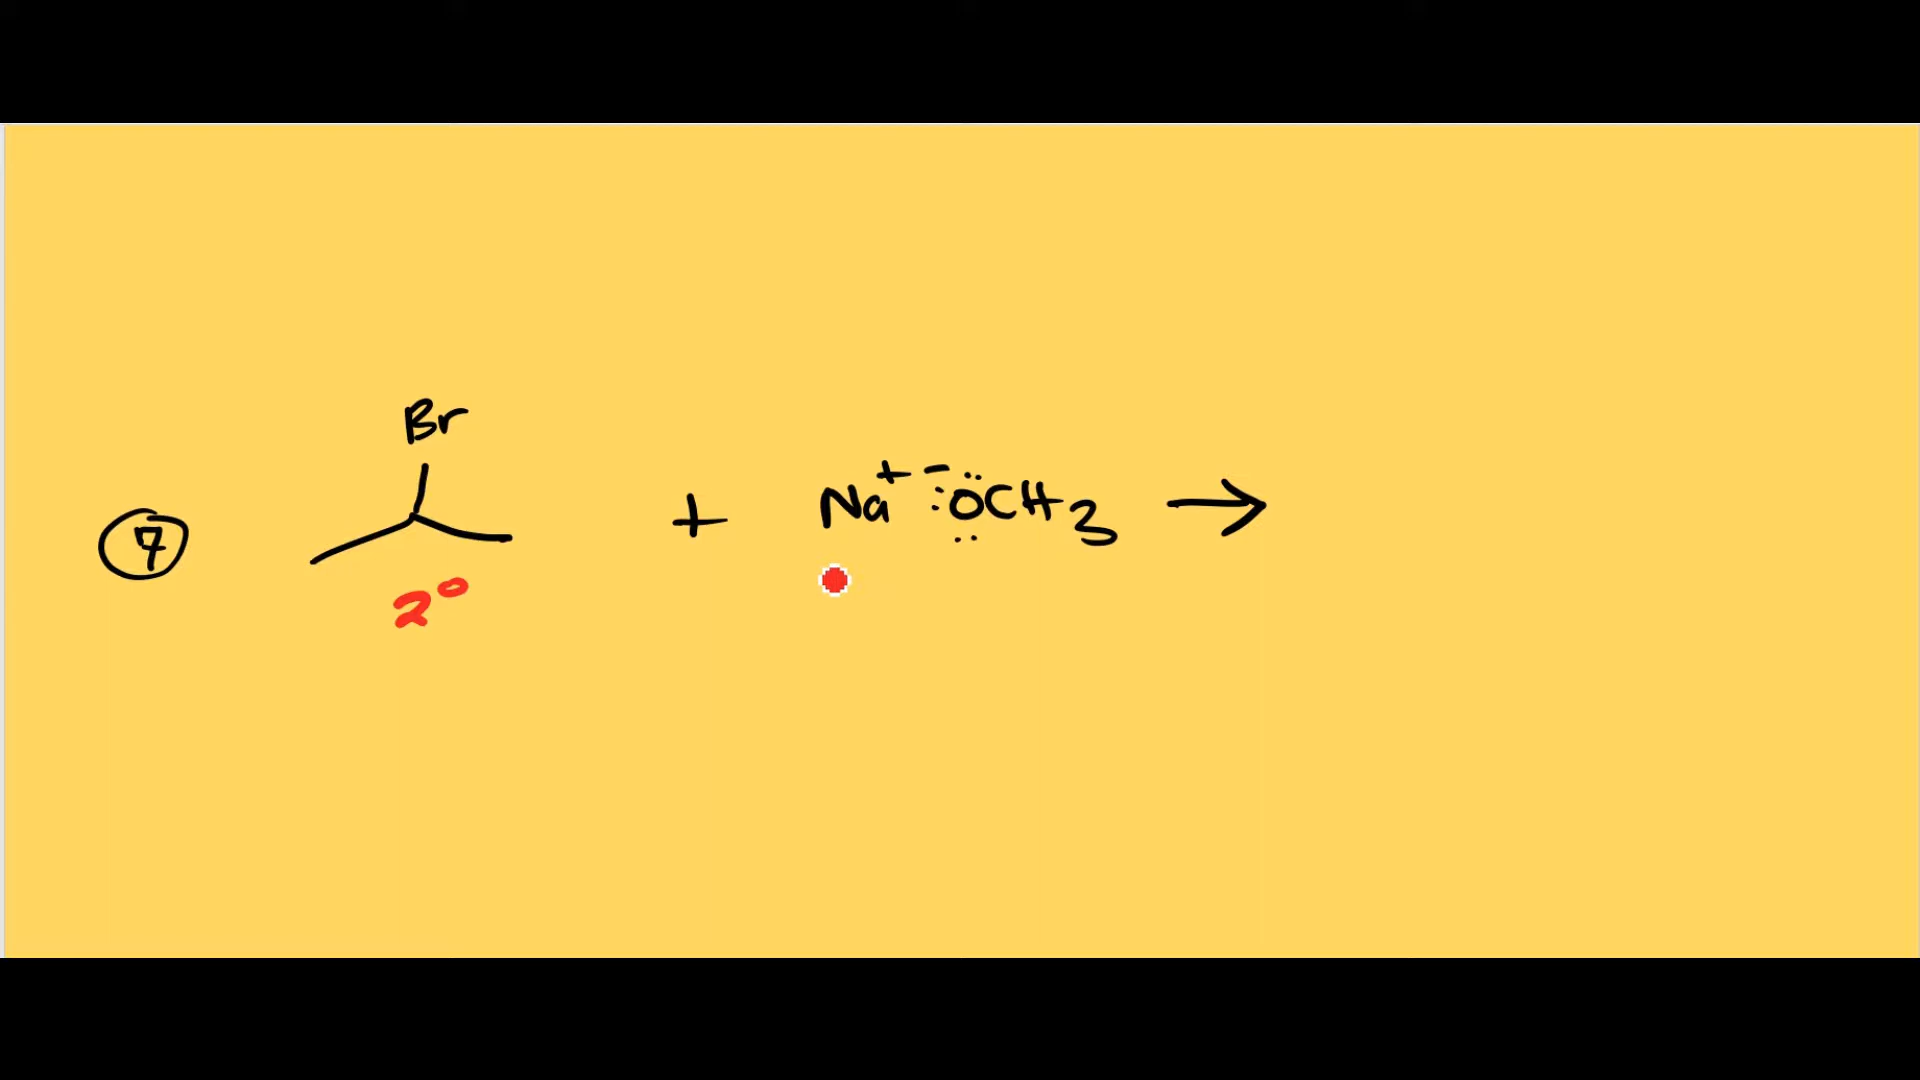 Br
⑦ + Na⁺ ⁻:ÖCH₃ →
2°